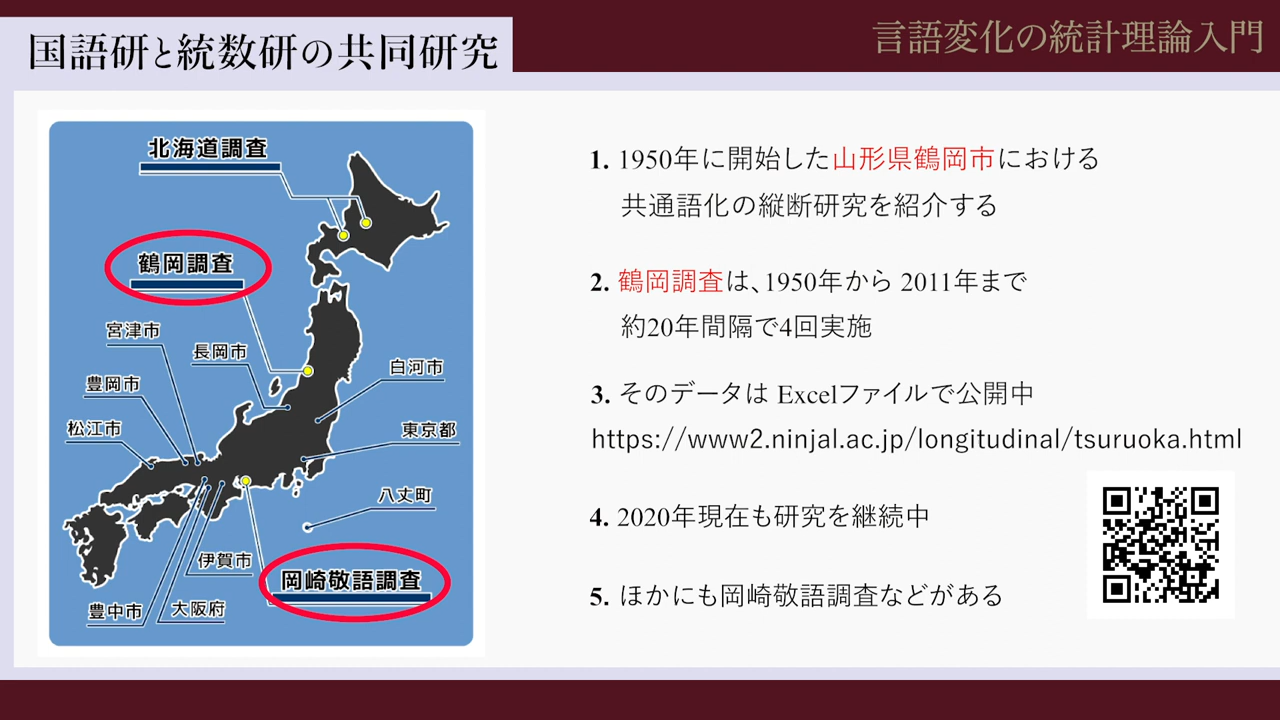 国語研と統数研の共同研究
言語変化の統計理論入門
北海道調査
鶴岡調査
宮津市
長岡市
白河市
豊岡市
松江市
東京都
八丈町
伊賀市
岡崎敬語調査
豊中市
大阪府
1. 1950年に開始した山形県鶴岡市における
共通語化の縦断研究を紹介する
2. 鶴岡調査は、1950年から 2011年まで
約20年間隔で4回実施
3. そのデータは Excelファイルで公開中
https://www2.ninjal.ac.jp/longitudinal/tsuruoka.html
4. 2020年現在も研究を継続中
5. ほかにも岡崎敬語調査などがある